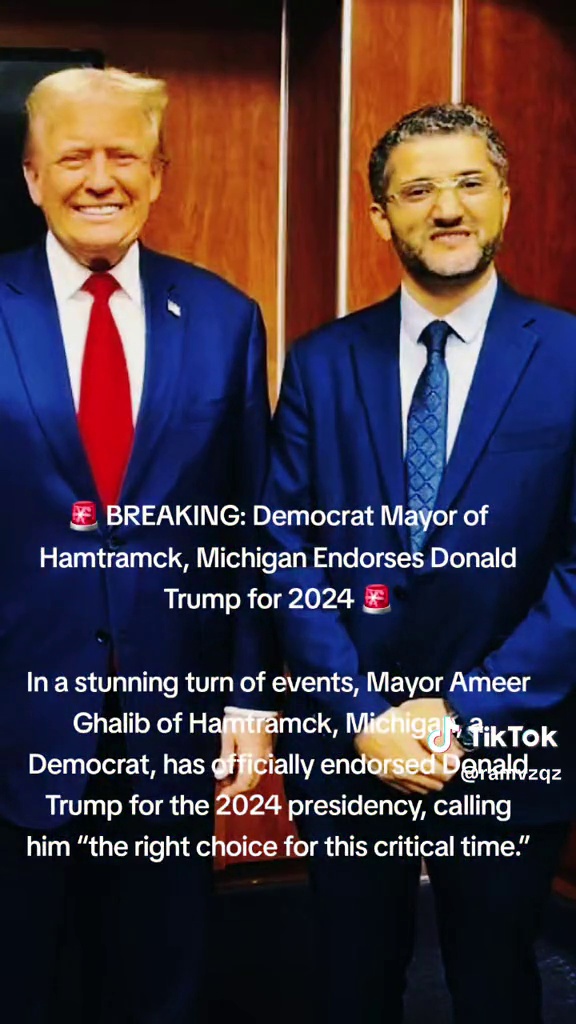 🚨 BREAKING: Democrat Mayor of
Hamtramck, Michigan Endorses Donald
Trump for 2024 🚨
In a stunning turn of events, Mayor Ameer
Ghalib of Hamtramck, Michigan, a
Democrat, has officially endorsed Donald
Trump for the 2024 presidency, calling
him “the right choice for this critical time.”
TikTok
@ramvzqz